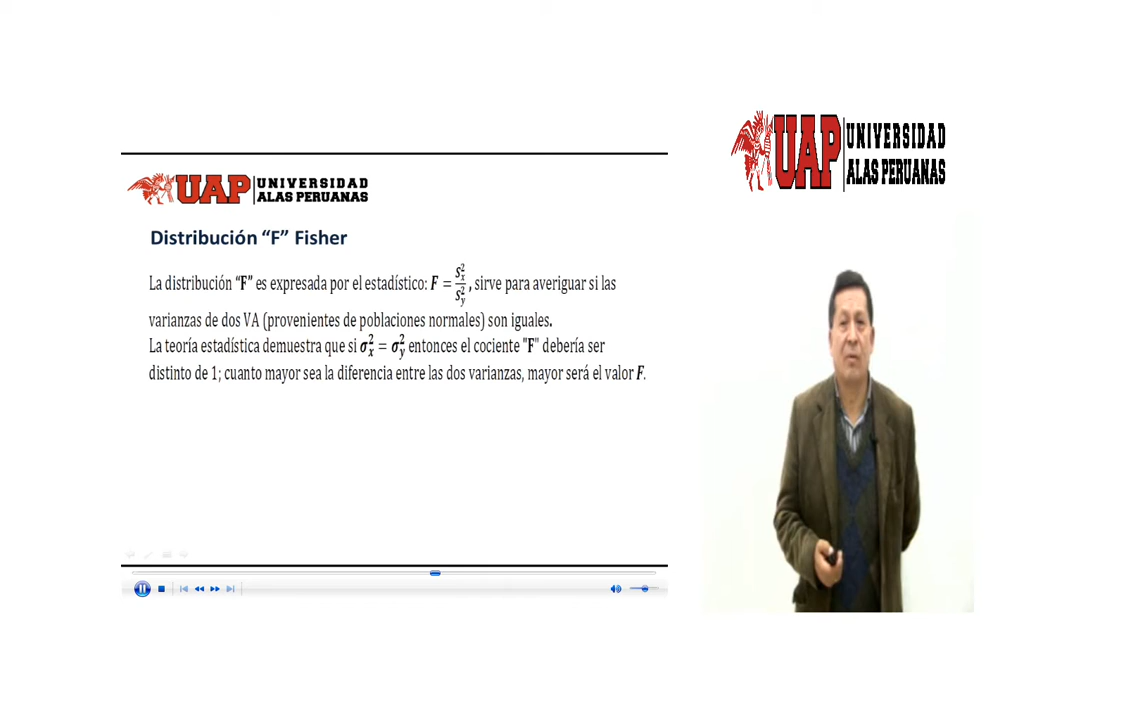 UAP UNIVERSIDAD
ALAS PERUANAS
UAP UNIVERSIDAD
ALAS PERUANAS
Distribución “F” Fisher
La distribución “F” es expresada por el estadístico: F = s²ₓ/s²ᵧ, sirve para averiguar si las
varianzas de dos VA (provenientes de poblaciones normales) son iguales.
La teoría estadística demuestra que si σ²ₓ = σ²ᵧ entonces el cociente "F" debería ser
distinto de 1; cuanto mayor sea la diferencia entre las dos varianzas, mayor será el valor F.